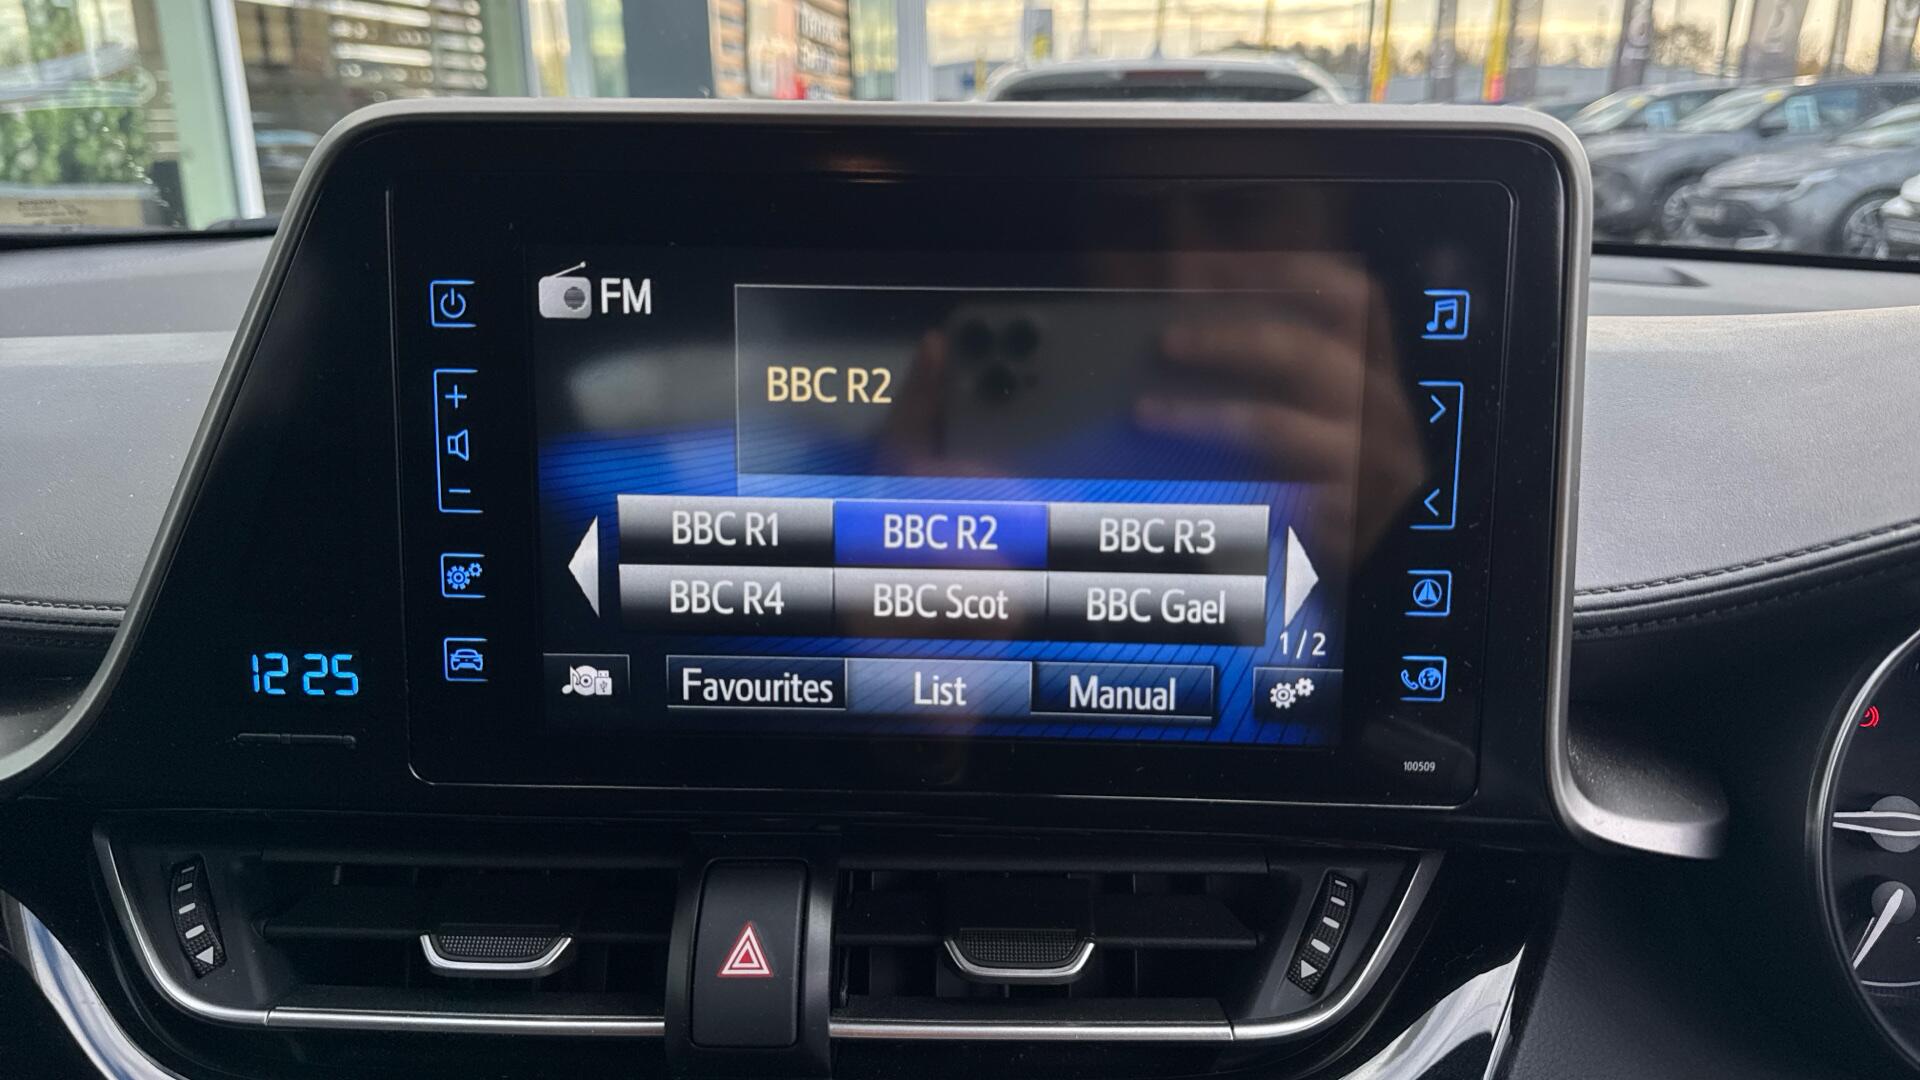 FM
BBC R2
BBC R1 BBC R2 BBC R3
BBC R4 BBC Scot BBC Gael
1/2
Favourites List Manual
12 25
100509